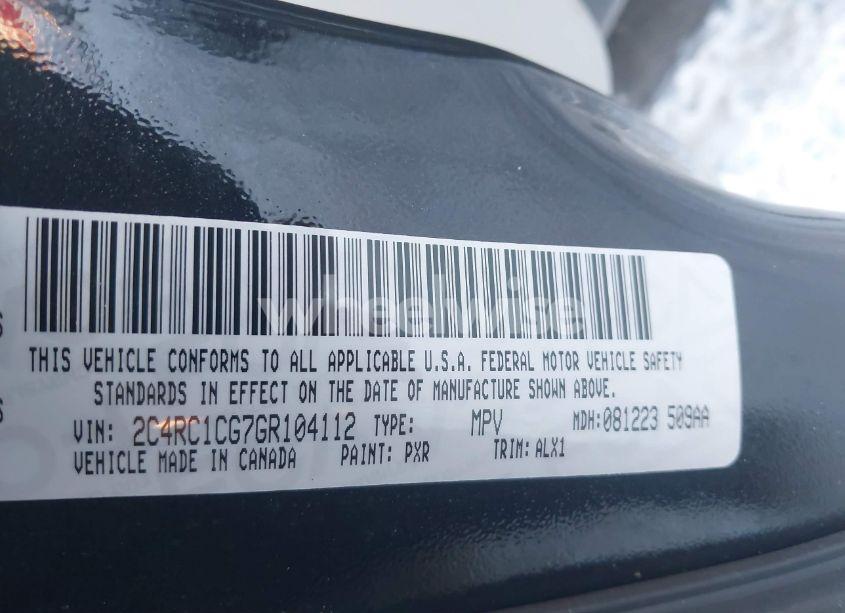 THIS VEHICLE CONFORMS TO ALL APPLICABLE U.S.A. FEDERAL MOTOR VEHICLE SAFETY
STANDARDS IN EFFECT ON THE DATE OF MANUFACTURE SHOWN ABOVE.
VIN: 2C4RC1CG7GR104112 TYPE: MPV MDH:081223 509AA
VEHICLE MADE IN CANADA PAINT: PXR TRIM: ALX1
wheelwise